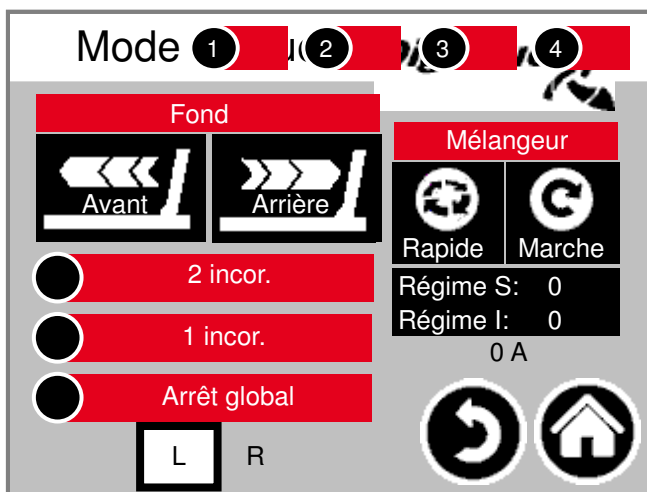 Mode
1
2
3
4
Fond
Avant
Arrière
2 incor.
1 incor.
Arrêt global
L R
Mélangeur
Rapide
Marche
Régime S: 0
Régime I: 0
0 A